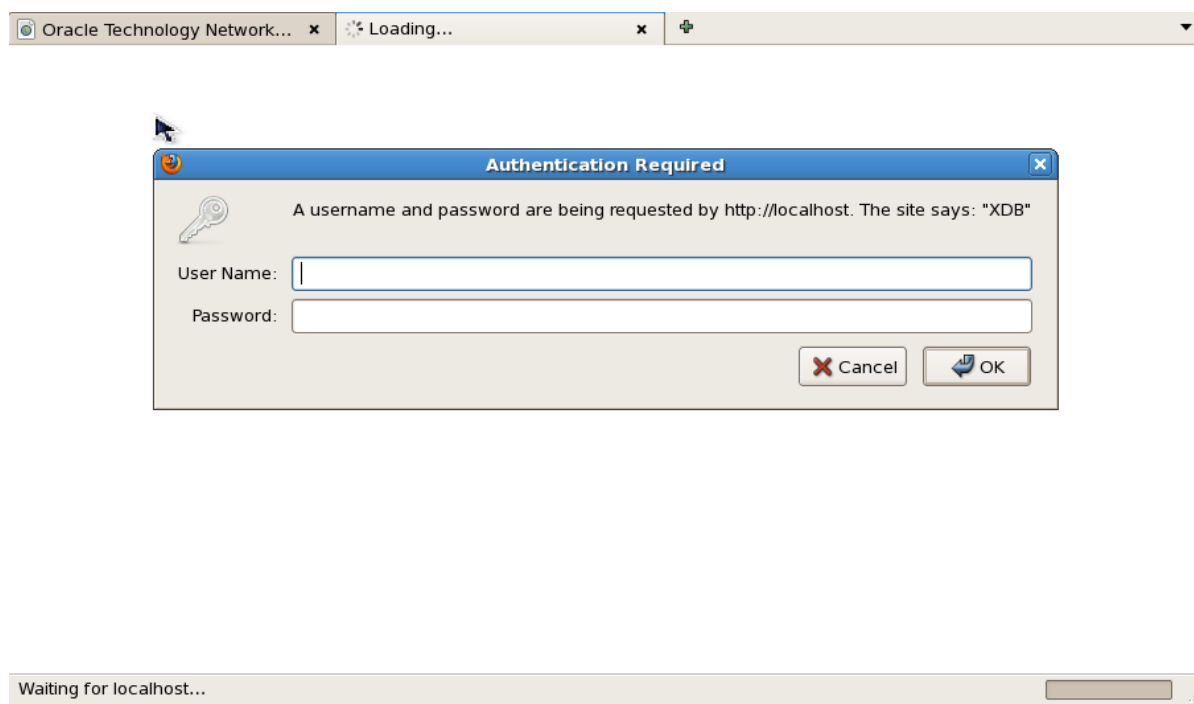 Oracle Technology Network...
Loading...
Authentication Required
A username and password are being requested by http://localhost. The site says: "XDB"
User Name:
Password:
Cancel
OK
Waiting for localhost...